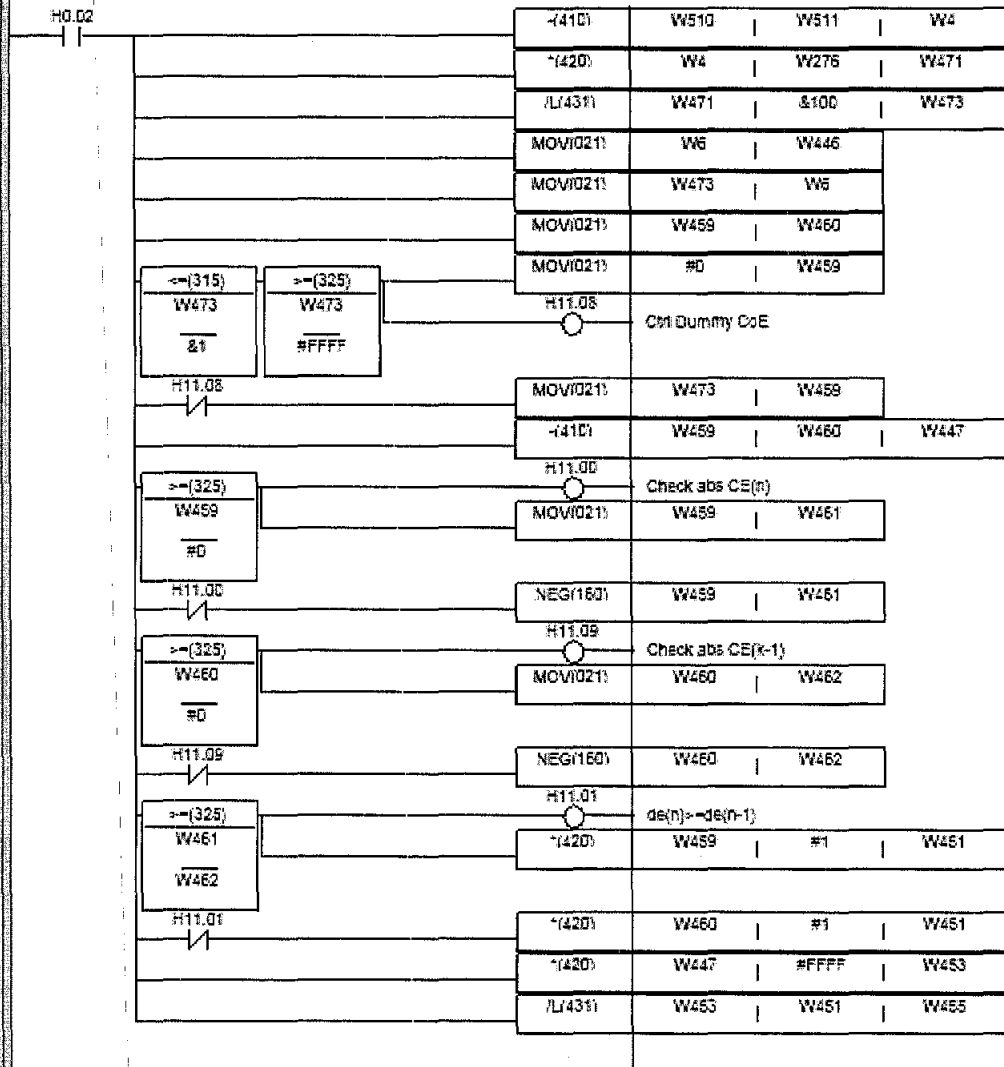 H0.02
-(410) W510 W511 W4
*(420) W4 W276 W471
/L(431) W471 &100 W473
MOV(021) W6 W446
MOV(021) W473 W6
MOV(021) W459 W460
MOV(021) #0 W459
<=(315)
W473
&1
>=(325)
W473
#FFFF
H11.08
Ctrl Dummy CoE
H11.08
MOV(021) W473 W459
-(410) W459 W460 W447
>=(325)
W459
#0
H11.00
Check abs CE(n)
MOV(021) W459 W461
H11.00
NEG(160) W459 W461
>=(325)
W460
#0
H11.09
Check abs CE(k-1)
MOV(021) W460 W462
H11.09
NEG(160) W460 W462
>=(325)
W461
W462
H11.01
de(n)>=de(n-1)
*(420) W459 #1 W451
H11.01
*(420) W460 #1 W451
*(420) W447 #FFFF W453
/L(431) W453 W451 W455